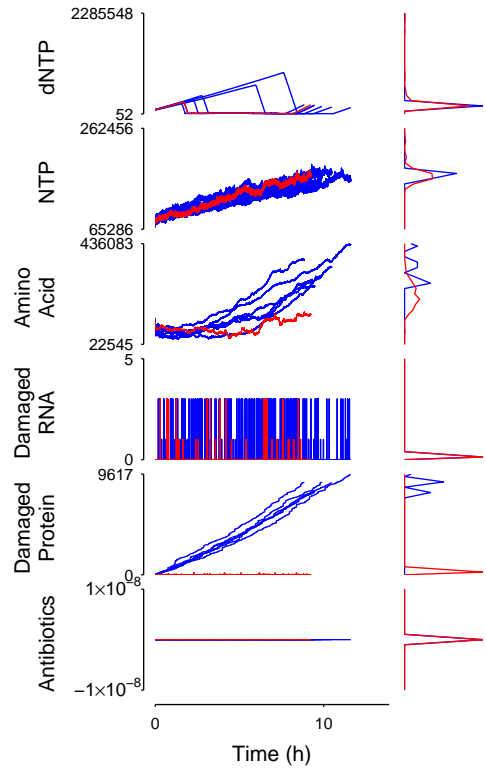 2285548
dNTP
52
262456
NTP
65286
436083
Amino
Acid
22545
5
Damaged
RNA
0
9617
Damaged
Protein
0
1×10⁻⁸
Antibiotics
−1×10⁻⁸
0 10
Time (h)